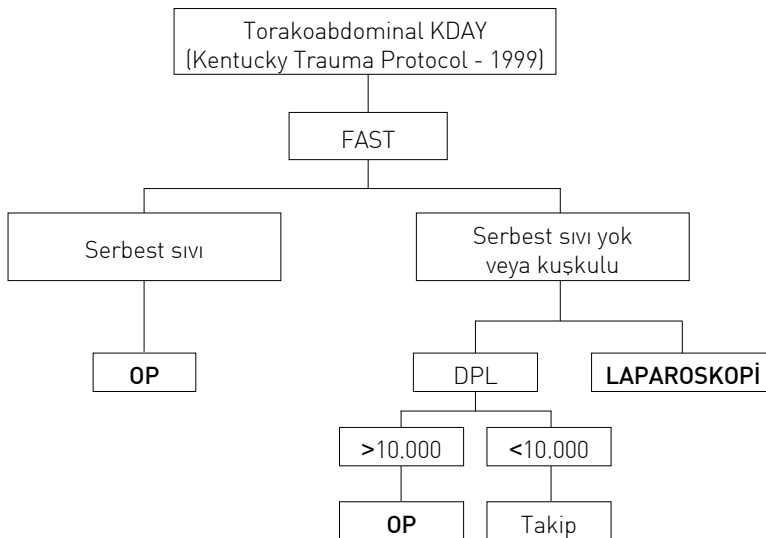 Torakoabdominal KDAY
(Kentucky Trauma Protocol - 1999)
FAST
Serbest sıvı
Serbest sıvı yok
veya kuşkulu
OP
DPL
LAPAROSKOPİ
>10.000
<10.000
OP
Takip